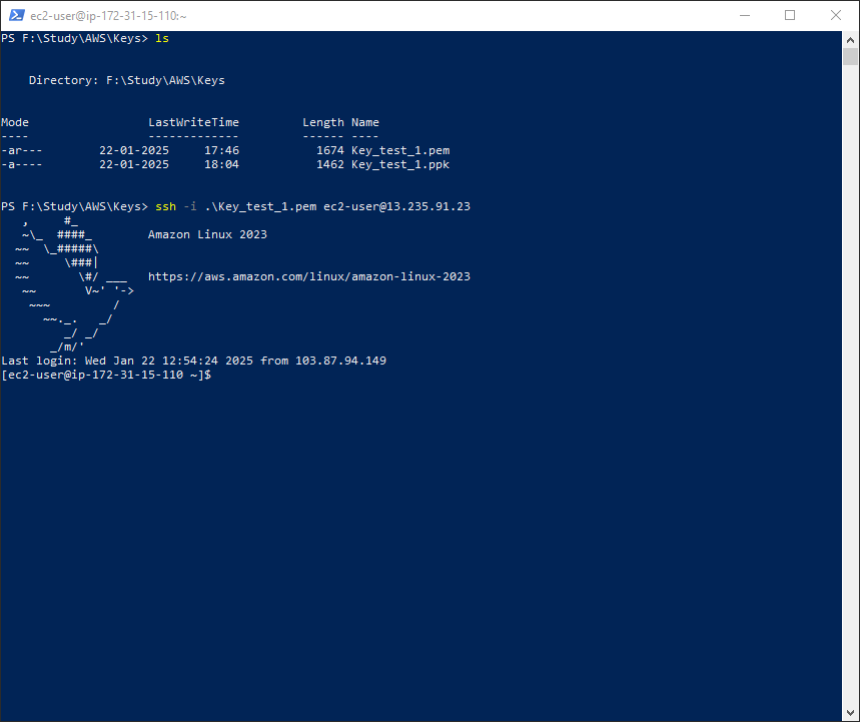 ec2-user@ip-172-31-15-110:~
PS F:\Study\AWS\Keys> ls
    Directory: F:\Study\AWS\Keys
Mode                 LastWriteTime         Length Name
----                 -------------         ------ ----
-ar---        22-01-2025     17:46           1674 Key_test_1.pem
-a----        22-01-2025     18:04           1462 Key_test_1.ppk
PS F:\Study\AWS\Keys> ssh -i .\Key_test_1.pem ec2-user@13.235.91.23
   ,     #_
   ~\_  ####_        Amazon Linux 2023
  ~~  \_#####\
  ~~     \###|
  ~~       \#/ ___   https://aws.amazon.com/linux/amazon-linux-2023
   ~~       V~' '->
    ~~~         /
      ~~._.   _/
         _/ _/
       _/m/'
Last login: Wed Jan 22 12:54:24 2025 from 103.87.94.149
[ec2-user@ip-172-31-15-110 ~]$